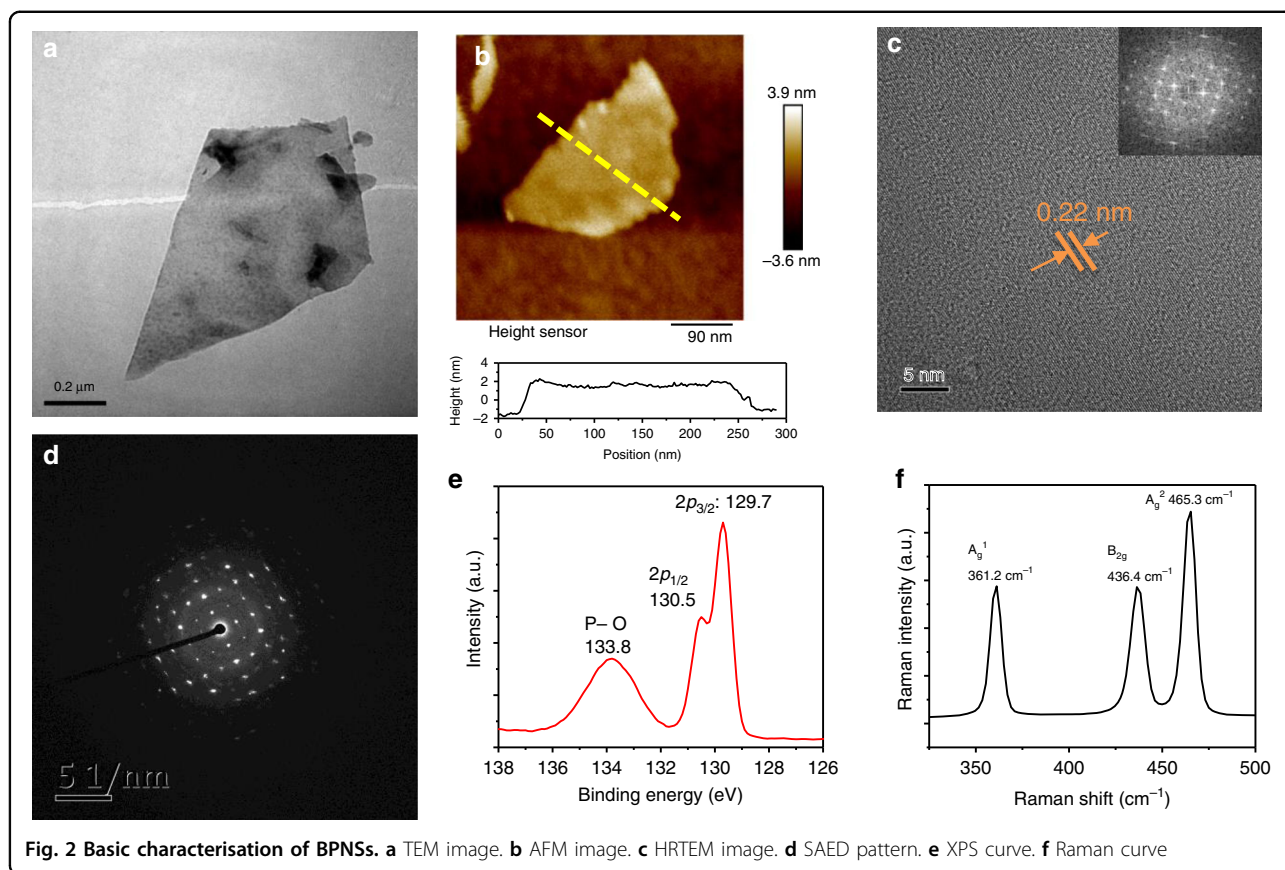 a
0.2 μm
b
3.9 nm
−3.6 nm
Height sensor
90 nm
Height (nm)
4
2
0
−2
0 50 100 150 200 250 300
Position (nm)
c
0.22 nm
5 nm
d
5 1/nm
e
2p3/2: 129.7
2p1/2
130.5
P– O
133.8
Intensity (a.u.)
138 136 134 132 130 128 126
Binding energy (eV)
f
Ag2 465.3 cm−1
Ag1
361.2 cm−1
B2g
436.4 cm−1
Raman intensity (a.u.)
350 400 450 500
Raman shift (cm−1)
Fig. 2 Basic characterisation of BPNSs. a TEM image. b AFM image. c HRTEM image. d SAED pattern. e XPS curve. f Raman curve